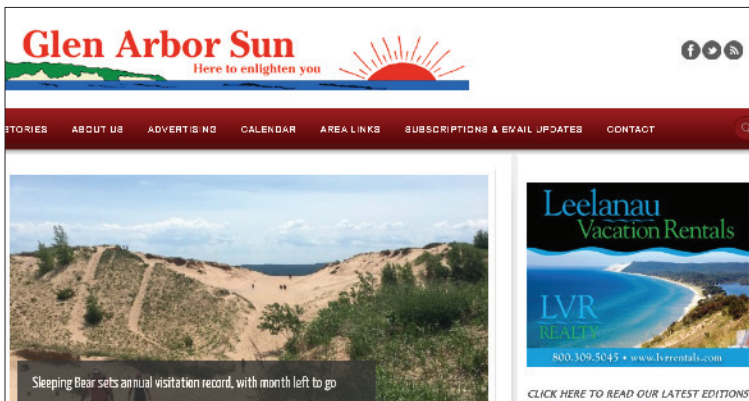 Glen Arbor Sun
Here to enlighten you
STORIES ABOUT US ADVERTISING CALENDAR AREA LINKS SUBSCRIPTIONS & EMAIL UPDATES CONTACT
Leelanau
Vacation Rentals
LVR
REALTY
800.309.5045 • www.lvrrentals.com
Sleeping Bear sets annual visitation record, with month left to go
CLICK HERE TO READ OUR LATEST EDITIONS